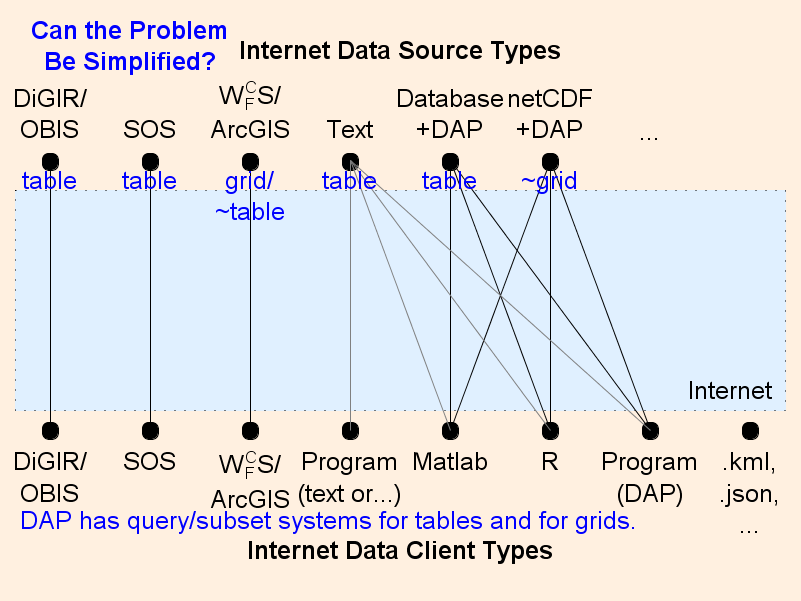 Can the Problem
Be Simplified?
Internet Data Source Types
DiGIR/
OBIS
SOS
WCFS/
ArcGIS
Text
Database
+DAP
netCDF
+DAP
...
table
table
grid/
~table
table
table
~grid
Internet
DiGIR/
OBIS
SOS
WCFS/
ArcGIS
Program
(text or...)
Matlab
R
Program
(DAP)
.kml,
.json,
...
DAP has query/subset systems for tables and for grids.
Internet Data Client Types